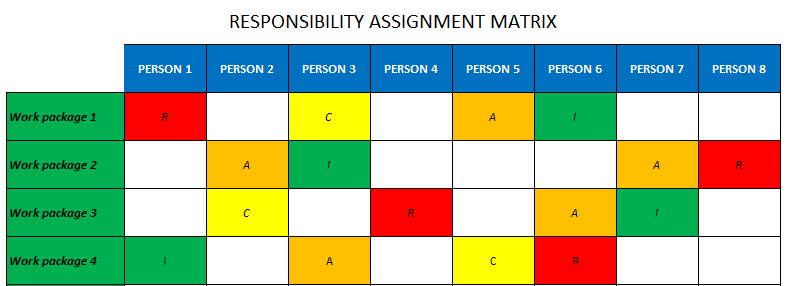 RESPONSIBILITY ASSIGNMENT MATRIX
PERSON 1 PERSON 2 PERSON 3 PERSON 4 PERSON 5 PERSON 6 PERSON 7 PERSON 8
Work package 1 R C A I
Work package 2 A I A R
Work package 3 C R A I
Work package 4 I A C R